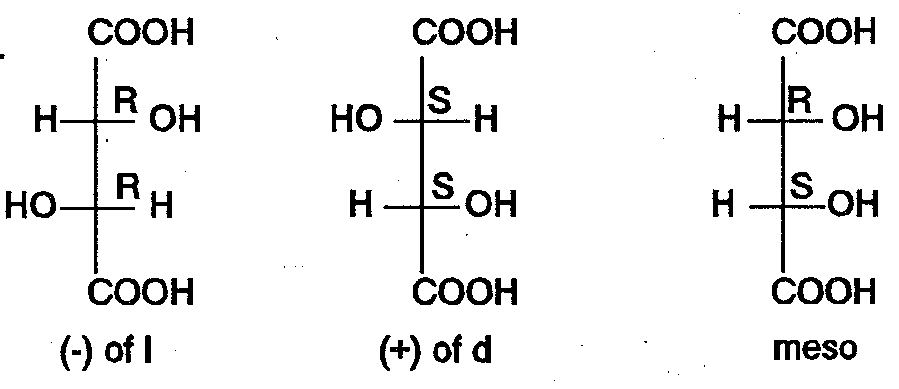 COOH COOH COOH
R S R
H OH HO H H OH
R S S
HO H H OH H OH
COOH COOH COOH
(-) of l (+) of d meso